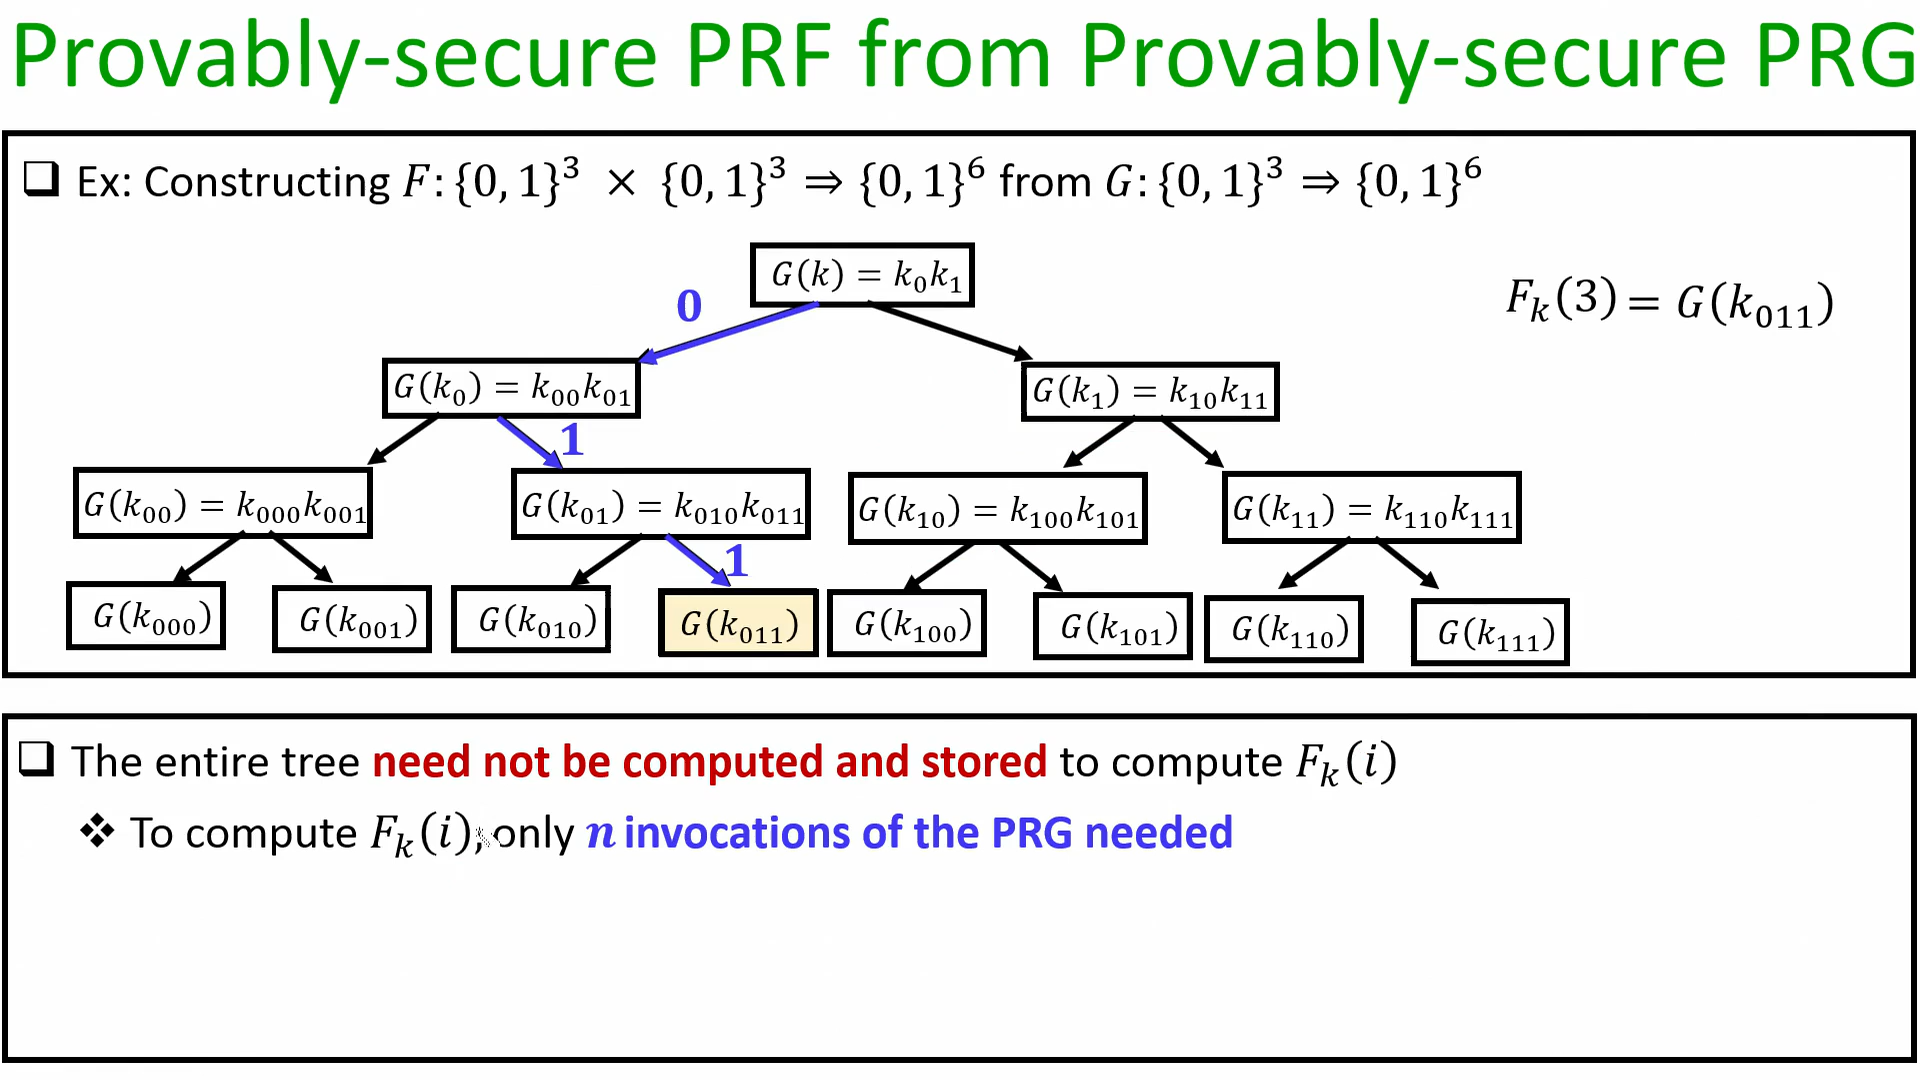 Provably-secure PRF from Provably-secure PRG
❑ Ex: Constructing F: {0, 1}³ × {0, 1}³ ⇒ {0, 1}⁶ from G: {0, 1}³ ⇒ {0, 1}⁶
G(k) = k₀k₁
F_k(3) = G(k₀₁₁)
0
G(k₀) = k₀₀k₀₁
G(k₁) = k₁₀k₁₁
1
G(k₀₀) = k₀₀₀k₀₀₁
G(k₀₁) = k₀₁₀k₀₁₁
G(k₁₀) = k₁₀₀k₁₀₁
G(k₁₁) = k₁₁₀k₁₁₁
1
G(k₀₀₀)
G(k₀₀₁)
G(k₀₁₀)
G(k₀₁₁)
G(k₁₀₀)
G(k₁₀₁)
G(k₁₁₀)
G(k₁₁₁)
❑ The entire tree need not be computed and stored to compute F_k(i)
❖ To compute F_k(i), only n invocations of the PRG needed